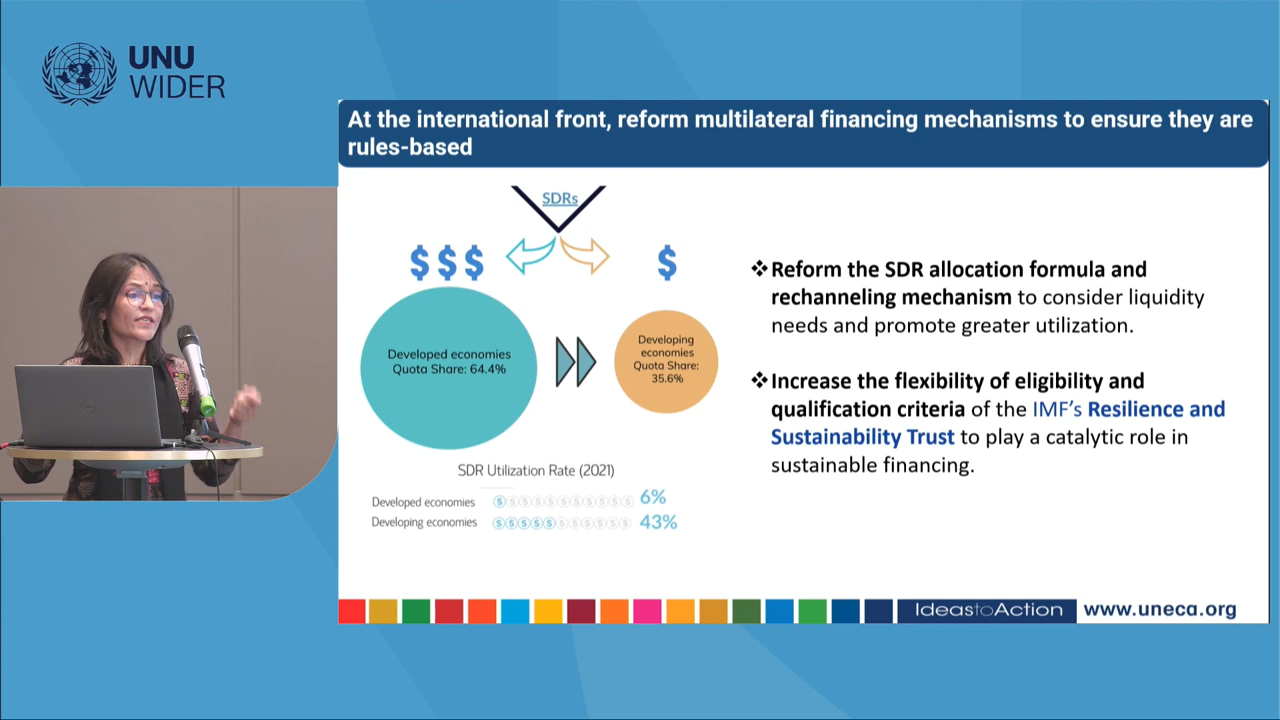 UNU
WIDER
At the international front, reform multilateral financing mechanisms to ensure they are
rules-based
SDRs
$$$
$
Developed economies
Quota Share: 64.4%
Developing
economies
Quota Share:
35.6%
SDR Utilization Rate (2021)
Developed economies 6%
Developing economies 43%
❖Reform the SDR allocation formula and
rechanneling mechanism to consider liquidity
needs and promote greater utilization.
❖Increase the flexibility of eligibility and
qualification criteria of the IMF's Resilience and
Sustainability Trust to play a catalytic role in
sustainable financing.
IdeastoAction www.uneca.org